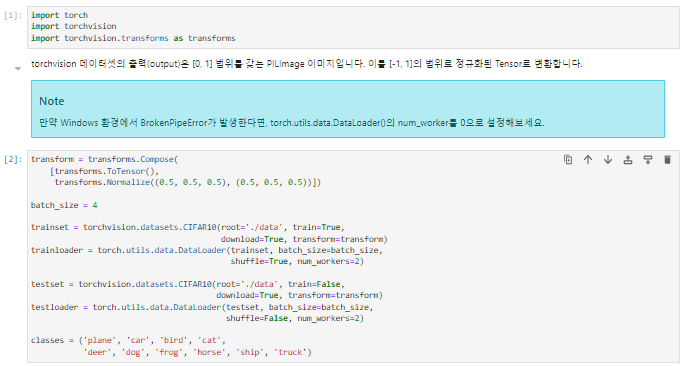 [1]: import torch
import torchvision
import torchvision.transforms as transforms
torchvision 데이터셋의 출력(output)은 [0, 1] 범위를 갖는 PILImage 이미지입니다. 이를 [-1, 1]의 범위로 정규화된 Tensor로 변환합니다.
Note
만약 Windows 환경에서 BrokenPipeError가 발생한다면, torch.utils.data.DataLoader()의 num_worker를 0으로 설정해보세요.
[2]: transform = transforms.Compose(
    [transforms.ToTensor(),
     transforms.Normalize((0.5, 0.5, 0.5), (0.5, 0.5, 0.5))])
batch_size = 4
trainset = torchvision.datasets.CIFAR10(root='./data', train=True,
                                        download=True, transform=transform)
trainloader = torch.utils.data.DataLoader(trainset, batch_size=batch_size,
                                          shuffle=True, num_workers=2)
testset = torchvision.datasets.CIFAR10(root='./data', train=False,
                                       download=True, transform=transform)
testloader = torch.utils.data.DataLoader(testset, batch_size=batch_size,
                                         shuffle=False, num_workers=2)
classes = ('plane', 'car', 'bird', 'cat',
           'deer', 'dog', 'frog', 'horse', 'ship', 'truck')